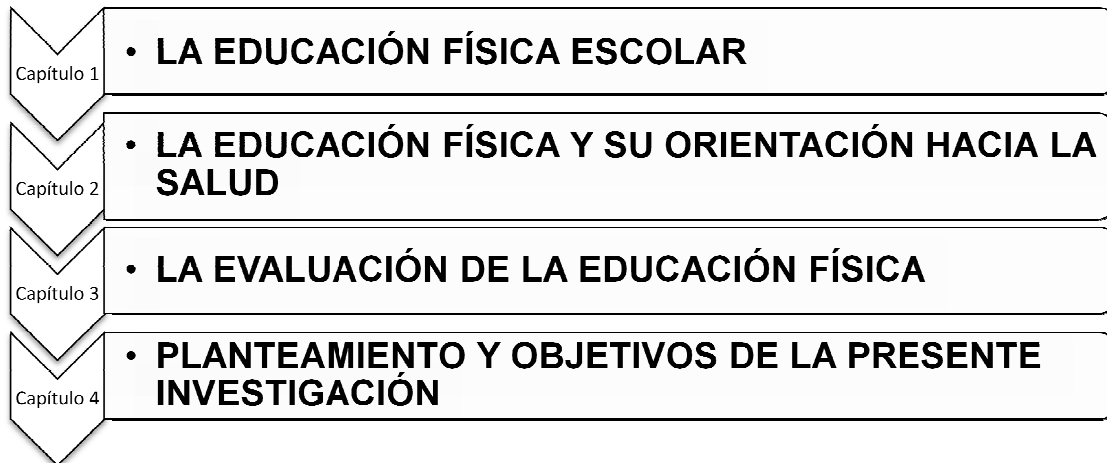 Capítulo 1
• LA EDUCACIÓN FÍSICA ESCOLAR
Capítulo 2
• LA EDUCACIÓN FÍSICA Y SU ORIENTACIÓN HACIA LA
SALUD
Capítulo 3
• LA EVALUACIÓN DE LA EDUCACIÓN FÍSICA
Capítulo 4
• PLANTEAMIENTO Y OBJETIVOS DE LA PRESENTE
INVESTIGACIÓN